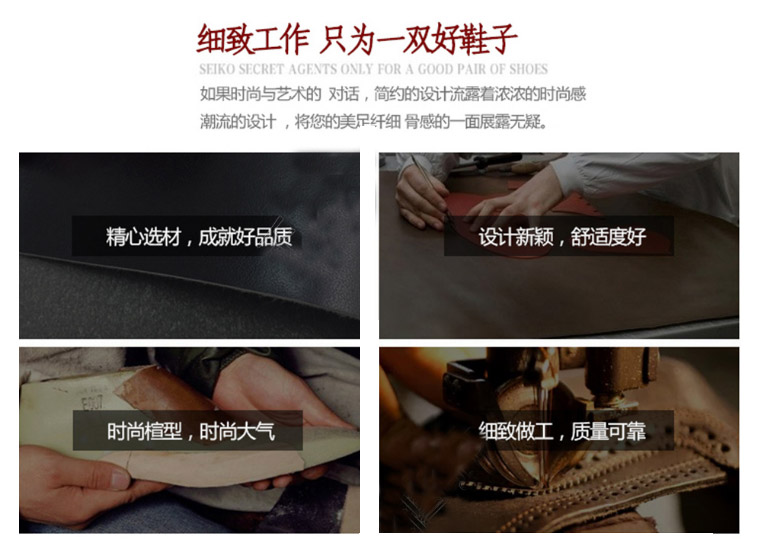 细致工作 只为一双好鞋子
SEIKO SECRET AGENTS ONLY FOR A GOOD PAIR OF SHOES
如果时尚与艺术的 对话，简约的设计流露着浓浓的时尚感
潮流的设计 ，将您的美足纤细 骨感的一面展露无疑。
精心选材，成就好品质
设计新颖，舒适度好
时尚楦型，时尚大气
细致做工，质量可靠